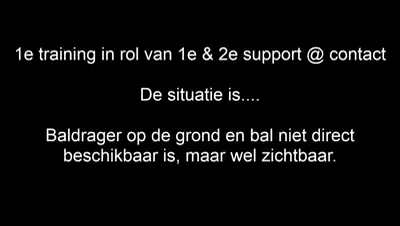 1e training in rol van 1e & 2e support @ contact
De situatie is....
Baldrager op de grond en bal niet direct
beschikbaar is, maar wel zichtbaar.